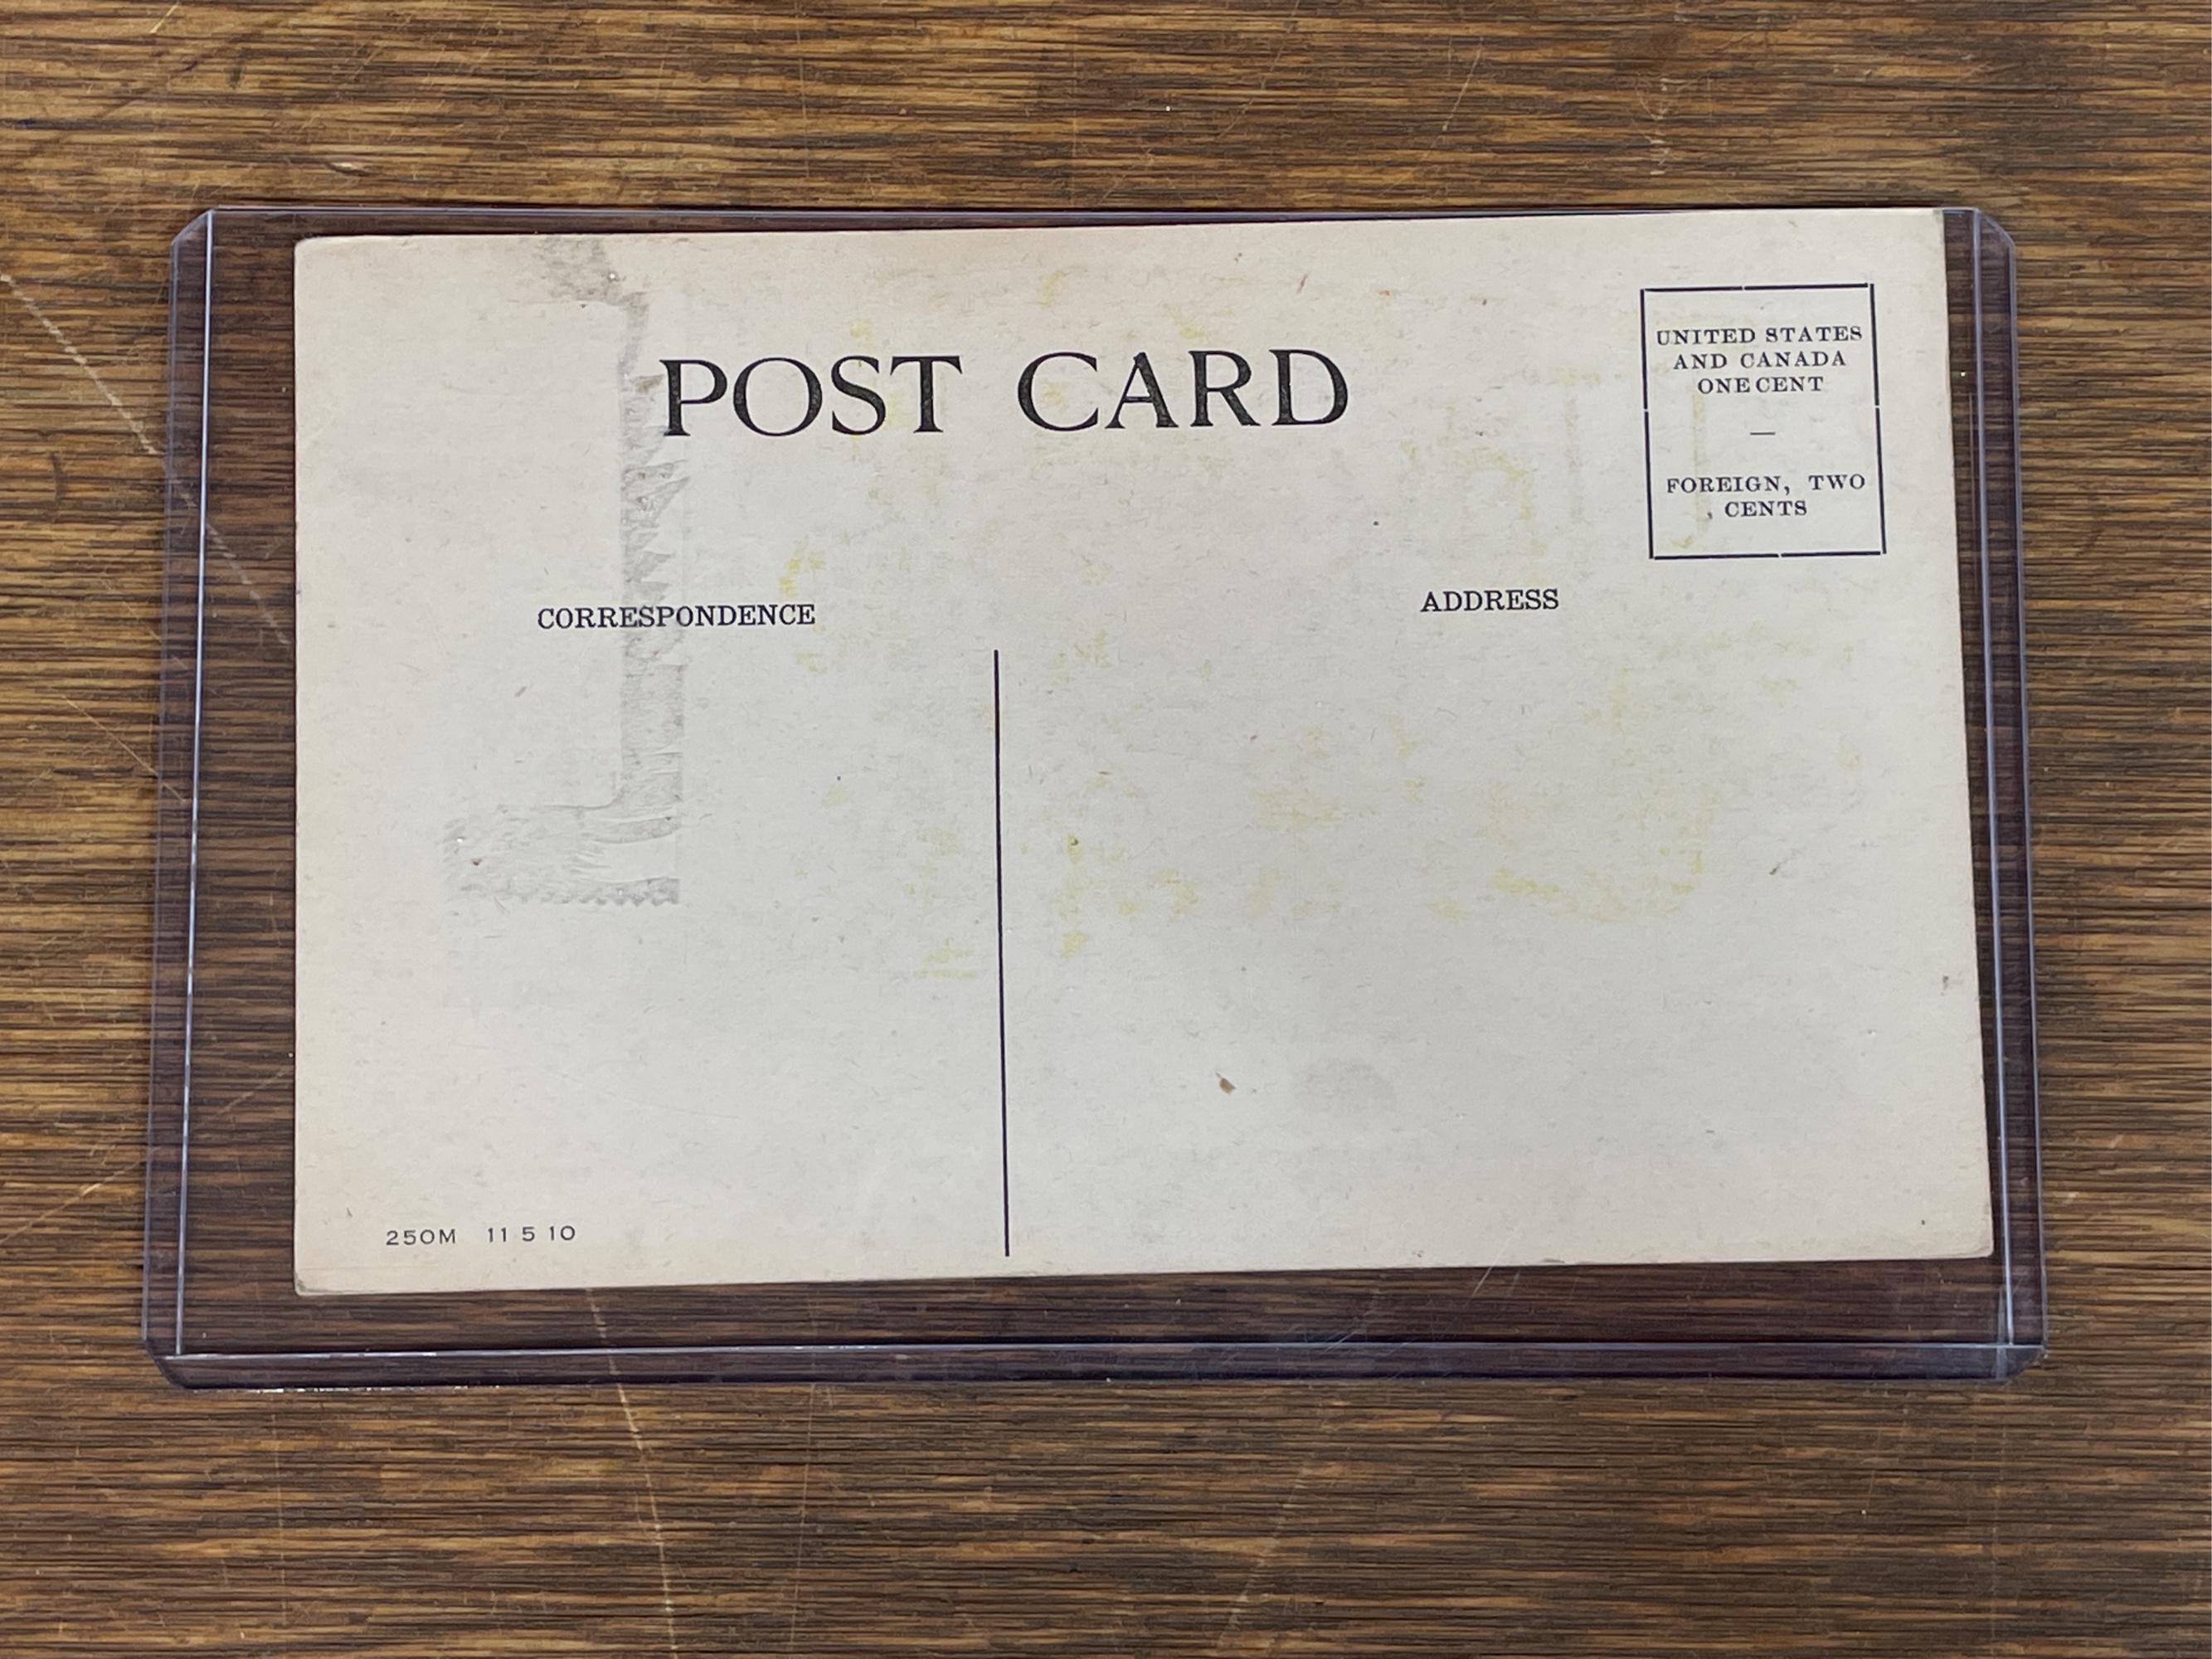 POST CARD
UNITED STATES
AND CANADA
ONE CENT
—
FOREIGN, TWO
CENTS
CORRESPONDENCE
ADDRESS
250M 11 5 10